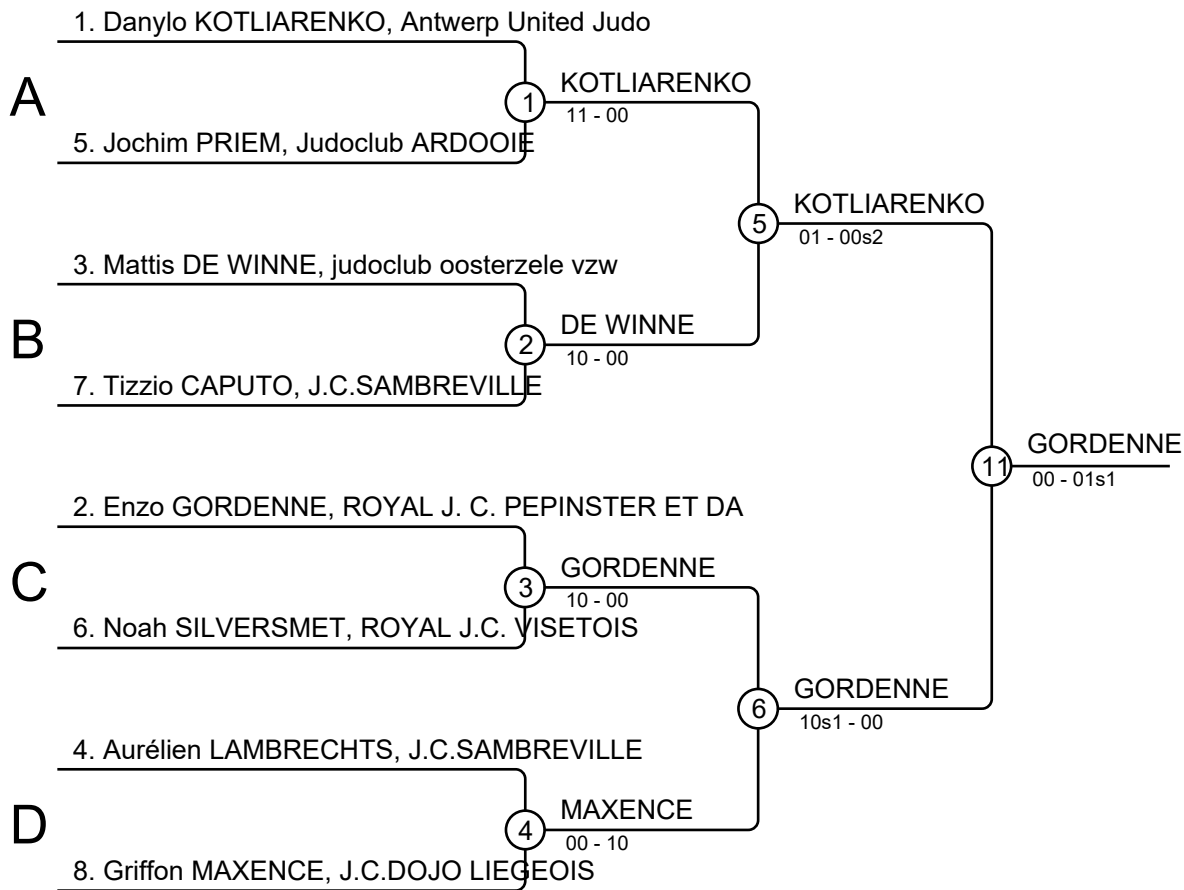 1. Danylo KOTLIARENKO, Antwerp United Judo
A
1
KOTLIARENKO
11 - 00
5. Jochim PRIEM, Judoclub ARDOOIE
5
KOTLIARENKO
01 - 00s2
3. Mattis DE WINNE, judoclub oosterzele vzw
B
2
DE WINNE
10 - 00
7. Tizzio CAPUTO, J.C.SAMBREVILLE
11
GORDENNE
00 - 01s1
2. Enzo GORDENNE, ROYAL J. C. PEPINSTER ET DA
C
3
GORDENNE
10 - 00
6. Noah SILVERSMET, ROYAL J.C. VISETOIS
6
GORDENNE
10s1 - 00
4. Aurélien LAMBRECHTS, J.C.SAMBREVILLE
D
4
MAXENCE
00 - 10
8. Griffon MAXENCE, J.C.DOJO LIEGEOIS